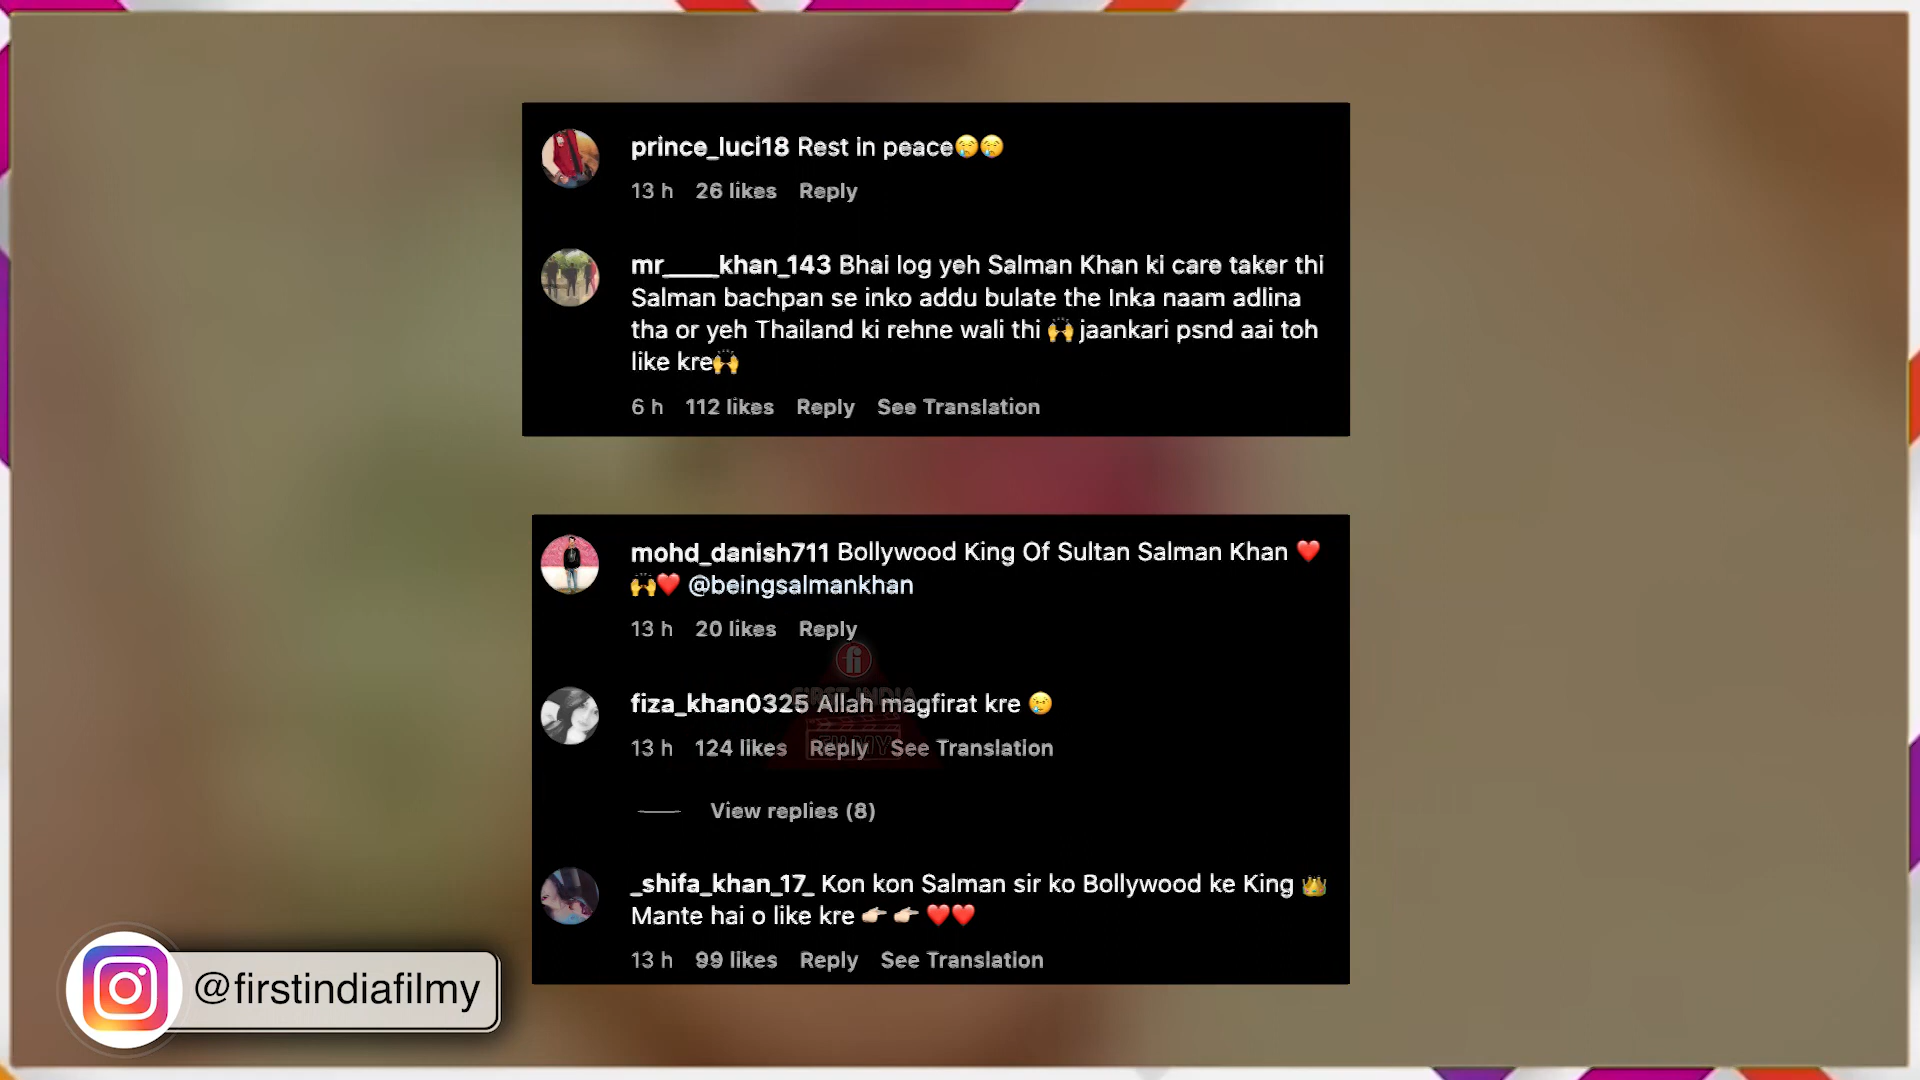 prince_luci18 Rest in peace😢😢
13 h 26 likes Reply
mr____khan_143 Bhai log yeh Salman Khan ki care taker thi
Salman bachpan se inko addu bulate the Inka naam adlina
tha or yeh Thailand ki rehne wali thi 🙌 jaankari psnd aai toh
like kre🙌
6 h 112 likes Reply See Translation
mohd_danish711 Bollywood King Of Sultan Salman Khan ❤️
🙌❤️ @beingsalmankhan
13 h 20 likes Reply
fi
FIRST INDIA
fiza_khan0325 Allah magfirat kre 😢
FILMY
13 h 124 likes Reply See Translation
View replies (8)
_shifa_khan_17_ Kon kon Salman sir ko Bollywood ke King 👑
Mante hai o like kre 👉🏻 👉🏻 ❤️❤️
13 h 99 likes Reply See Translation
@firstindiafilmy